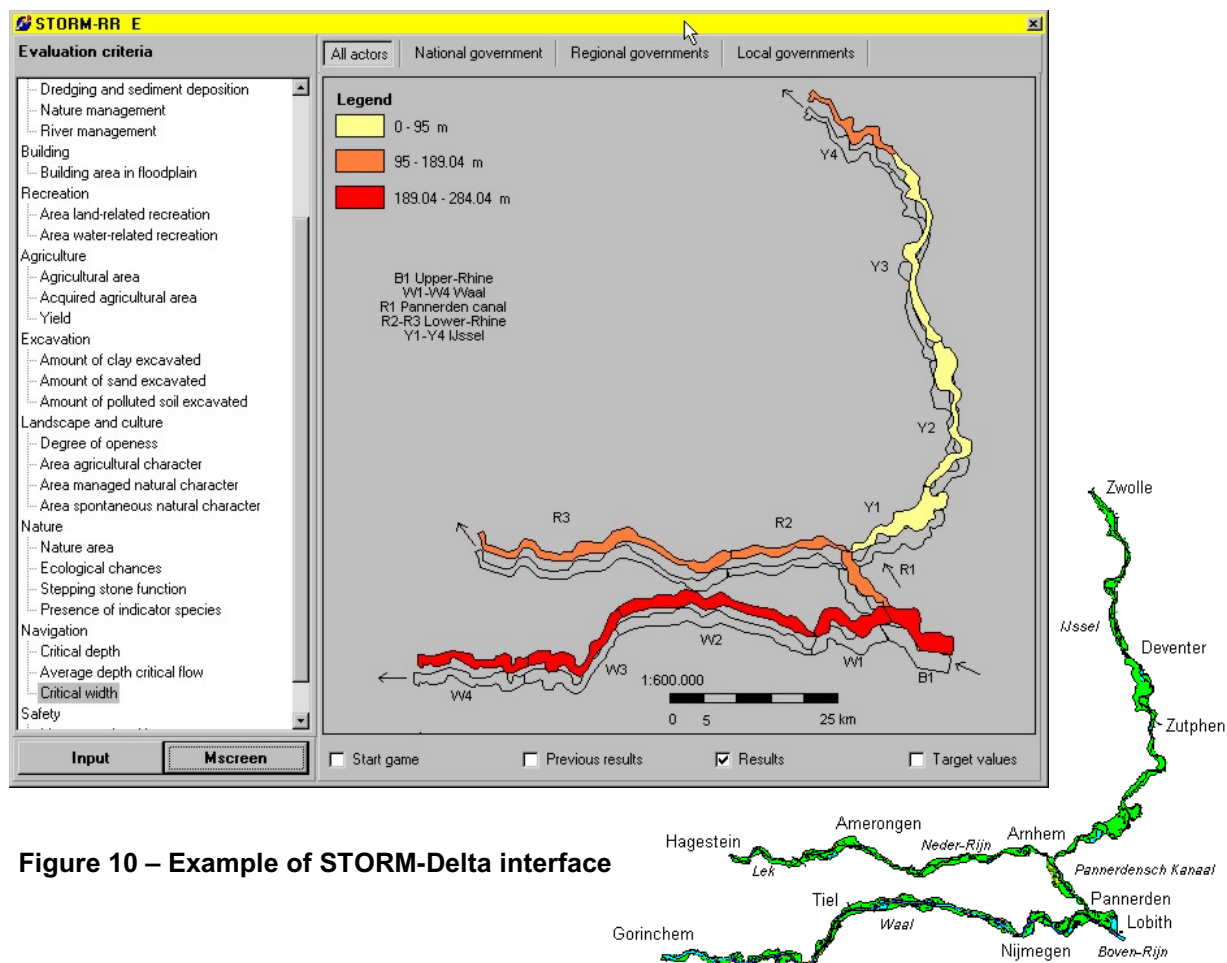 STORM-RR E
Evaluation criteria
Dredging and sediment deposition
Nature management
River management
Building
Building area in floodplain
Recreation
Area land-related recreation
Area water-related recreation
Agriculture
Agricultural area
Acquired agricultural area
Yield
Excavation
Amount of clay excavated
Amount of sand excavated
Amount of polluted soil excavated
Landscape and culture
Degree of openess
Area agricultural character
Area managed natural character
Area spontaneous natural character
Nature
Nature area
Ecological chances
Stepping stone function
Presence of indicator species
Navigation
Critical depth
Average depth critical flow
Critical width
Safety
Input Mscreen
All actors National government Regional governments Local governments
Legend
0 - 95 m
95 - 189.04 m
189.04 - 284.04 m
B1 Upper-Rhine
W1-W4 Waal
R1 Pannerden canal
R2-R3 Lower-Rhine
Y1-Y4 IJssel
Y4
Y3
Y2
Y1
R3 R2
R1
W2
W3 W1 B1
W4
1:600.000
0 5 25 km
Start game Previous results Results Target values
Zwolle
IJssel
Deventer
Zutphen
Amerongen
Hagestein Neder-Rijn Arnhem
Lek Pannerdensch Kanaal
Tiel Pannerden
Waal Lobith
Gorinchem Nijmegen Boven-Rijn
Figure 10 – Example of STORM-Delta interface